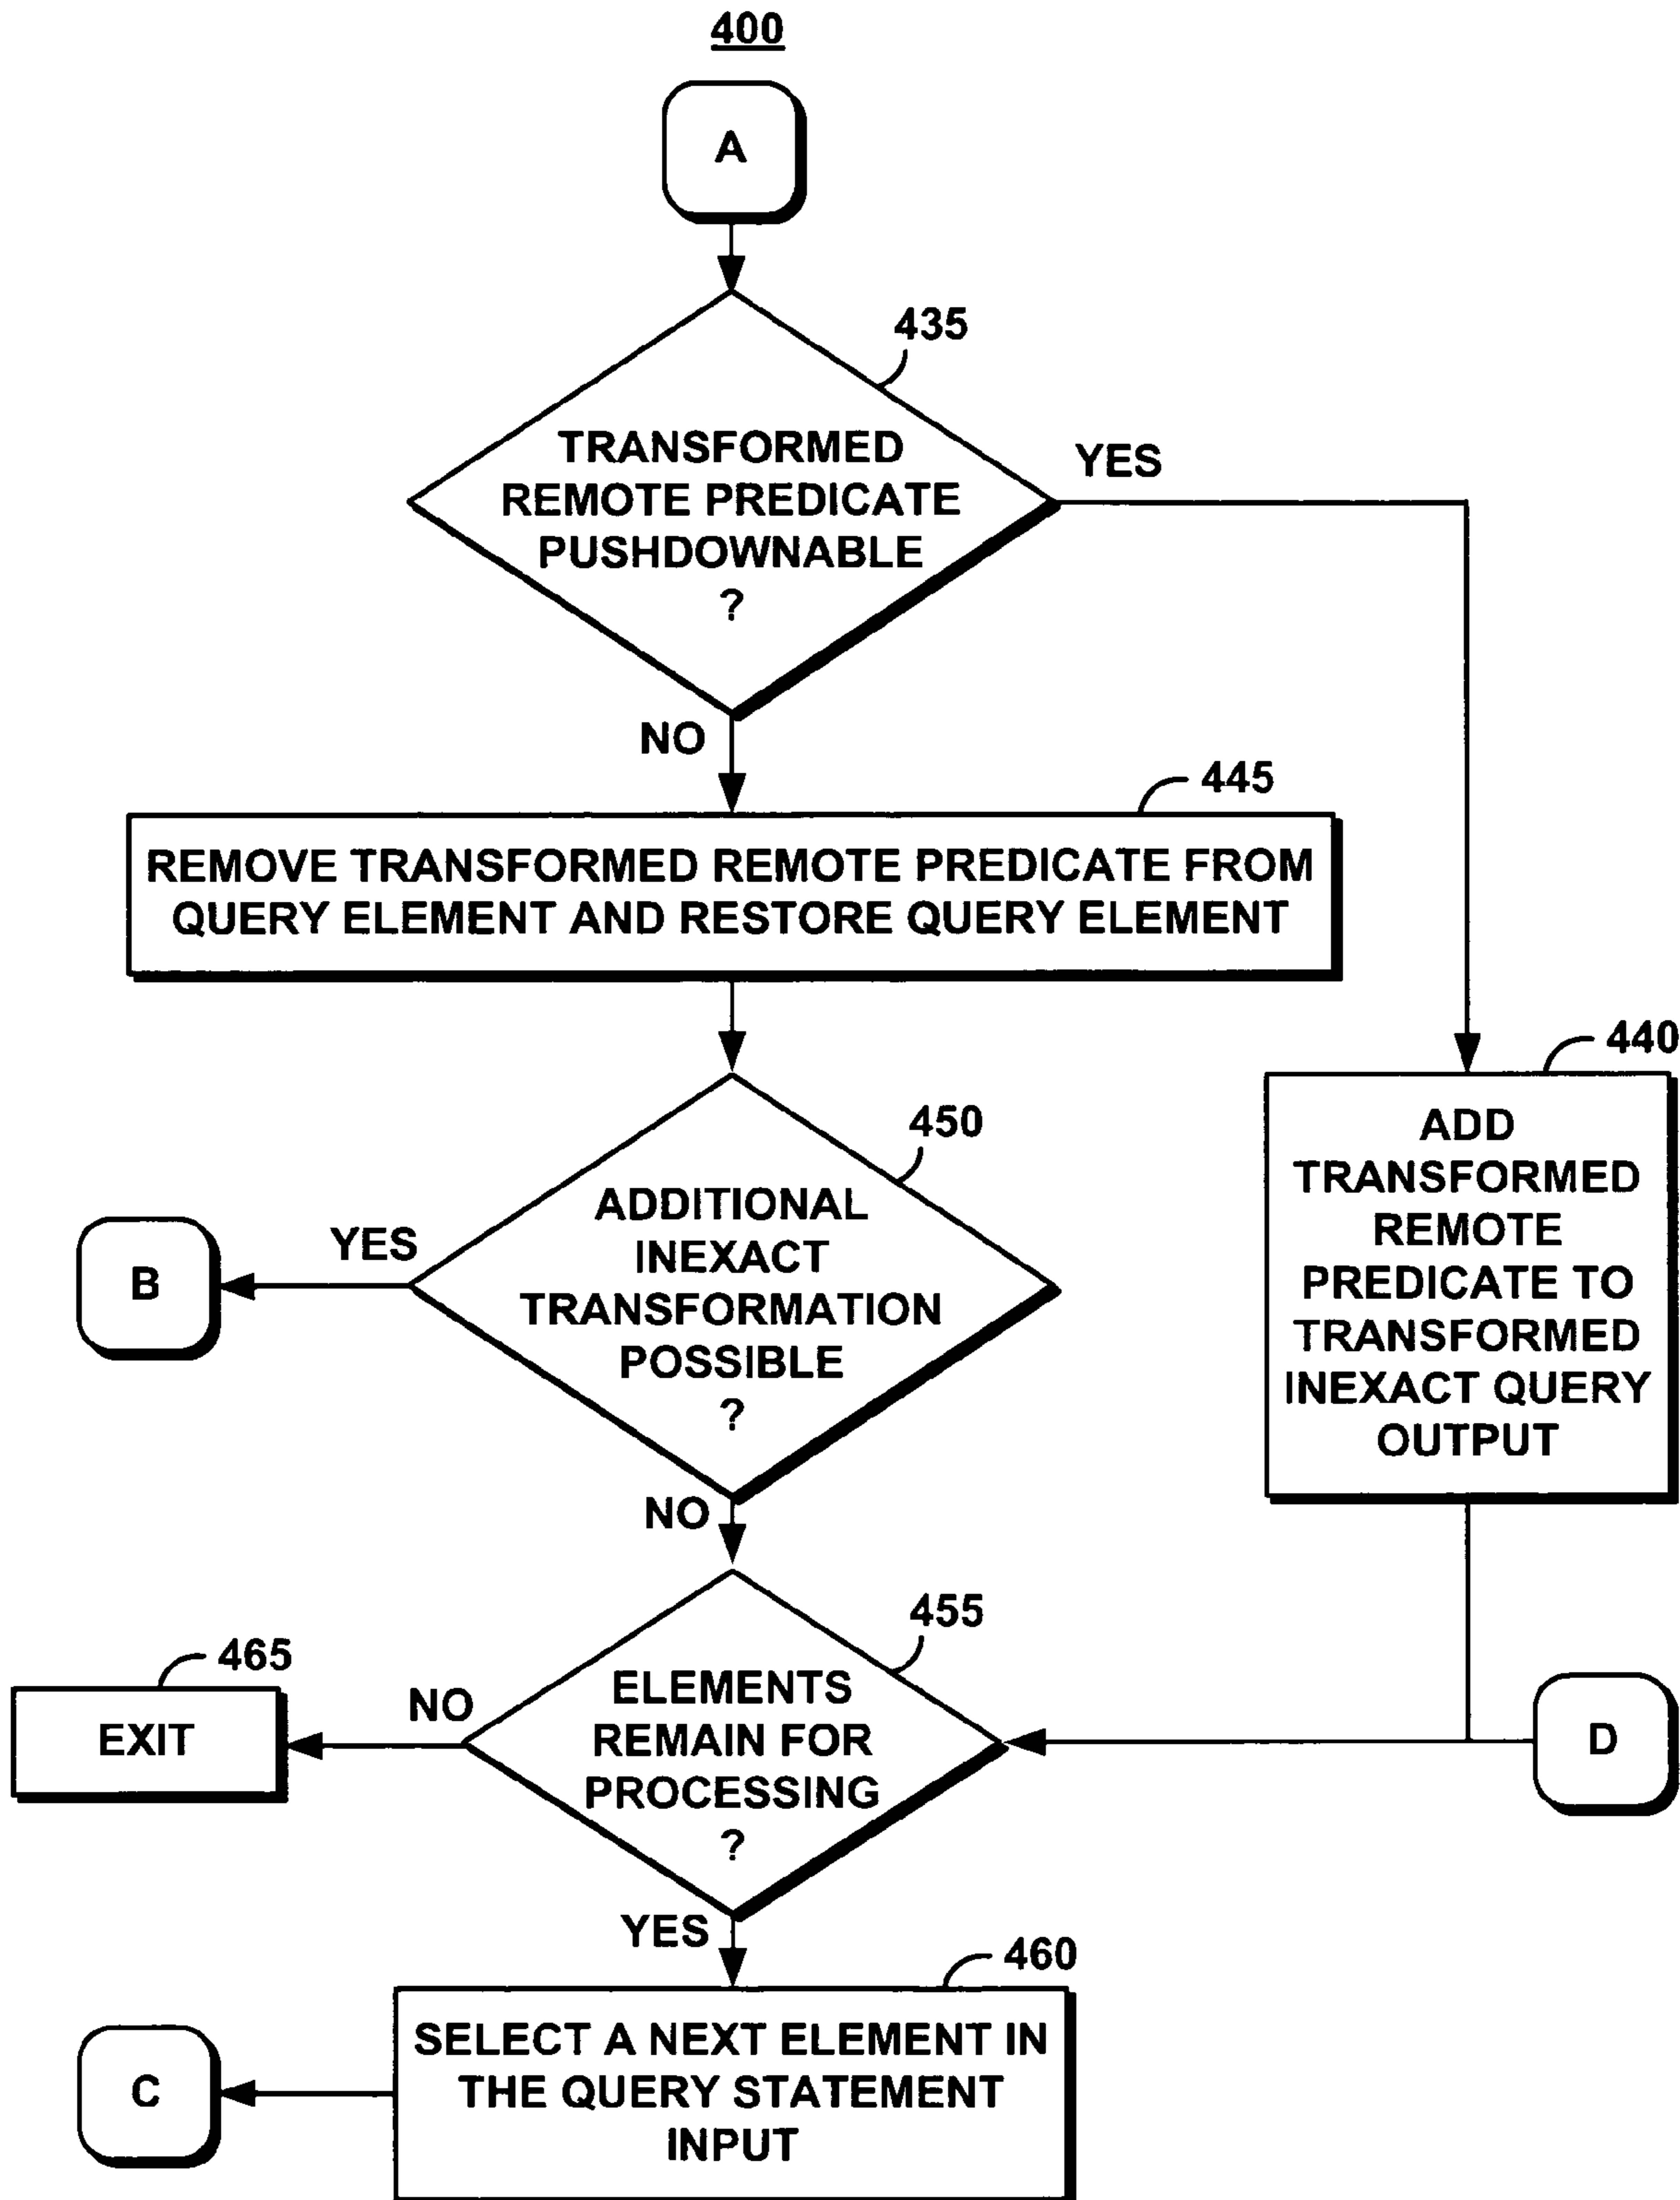 400
A
435
TRANSFORMED
REMOTE PREDICATE
PUSHDOWNABLE
?
YES
NO
445
REMOVE TRANSFORMED REMOTE PREDICATE FROM
QUERY ELEMENT AND RESTORE QUERY ELEMENT
440
ADD
TRANSFORMED
REMOTE
PREDICATE TO
TRANSFORMED
INEXACT QUERY
OUTPUT
450
ADDITIONAL
INEXACT
TRANSFORMATION
POSSIBLE
?
YES
B
NO
455
ELEMENTS
REMAIN FOR
PROCESSING
?
465
EXIT
NO
D
YES
460
SELECT A NEXT ELEMENT IN
THE QUERY STATEMENT
INPUT
C